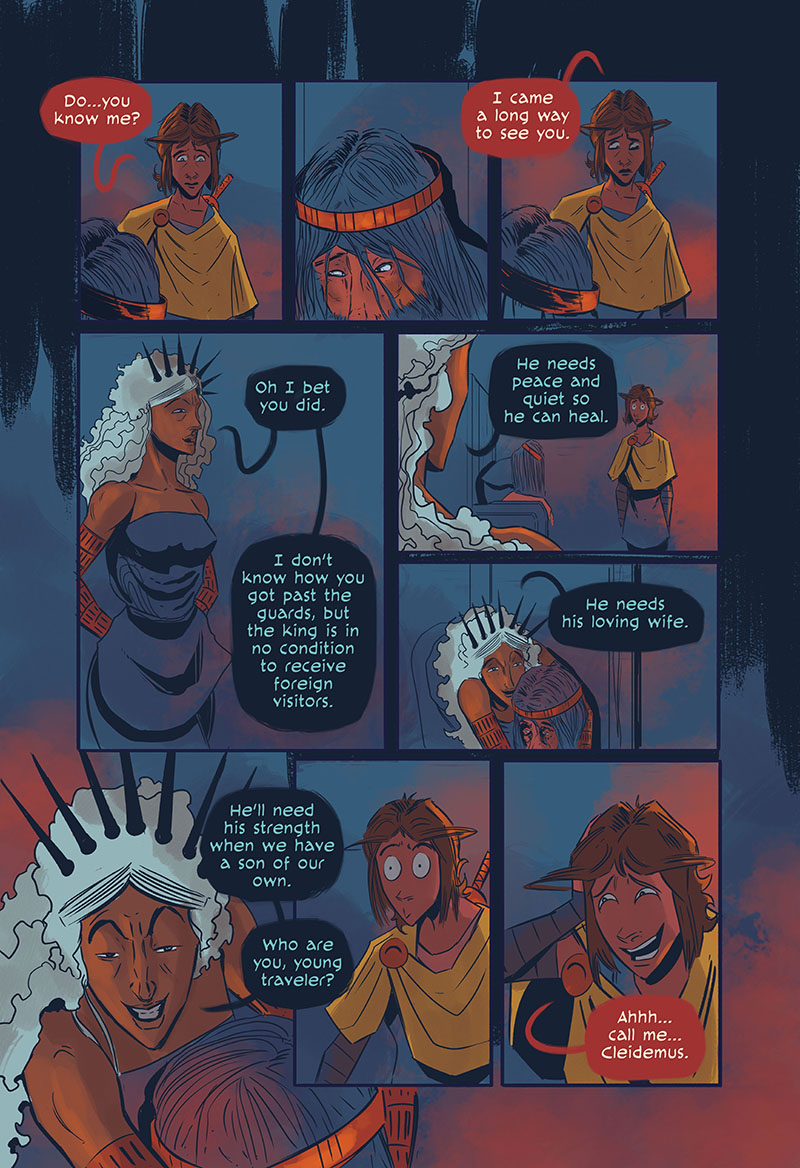 Do...you
know me?
I came
a long way
to see you.
Oh I bet
you did.
I don't
know how you
got past the
guards, but
the king is in
no condition
to receive
foreign
visitors.
He needs
peace and
quiet so
he can heal.
He needs
his loving wife.
He'll need
his strength
when we have
a son of our
own.
Who are
you, young
traveler?
Ahhh...
call me...
Cleidemus.